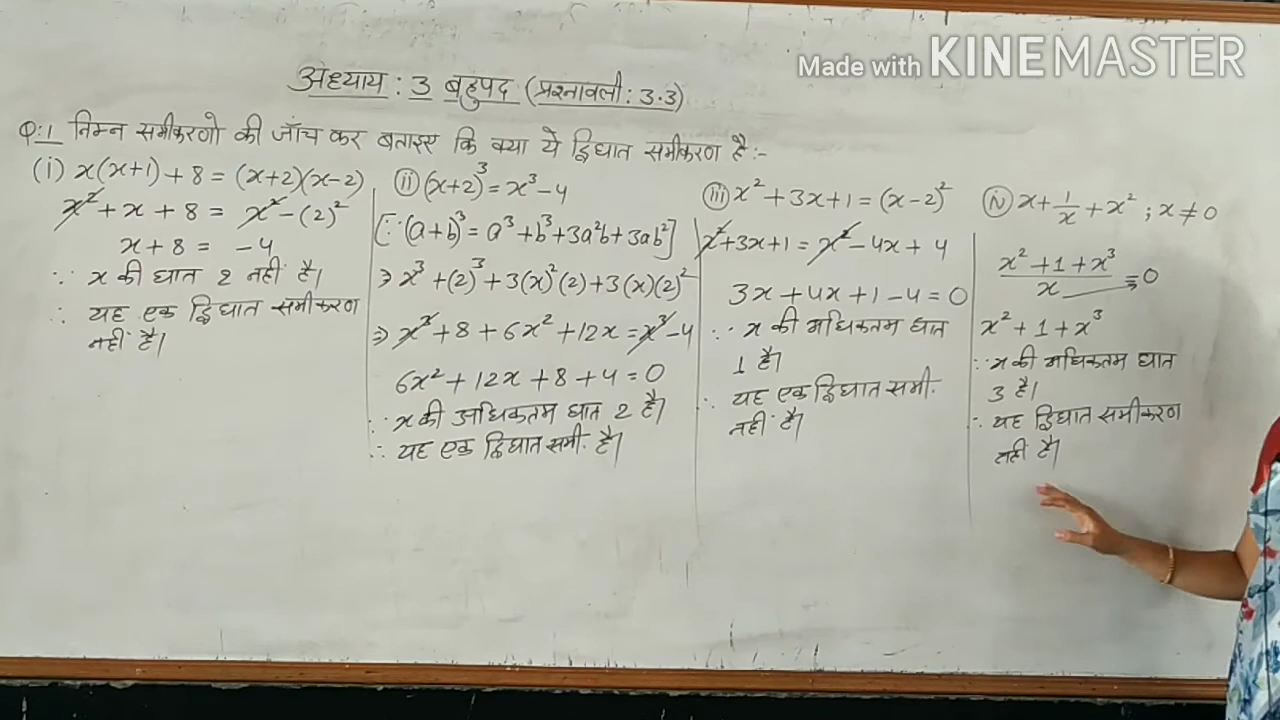 Made with KINEMASTER
अध्याय : 3 बहुपद (प्रश्नावली : 3.3)
Q:1 निम्न समीकरणो की जाँच कर बताइए कि क्या ये द्विघात समीकरण है :-
(i) x(x+1) + 8 = (x+2)(x-2)
x² + x + 8 = x² - (2)²
x + 8 = -4
∵ x की घात 2 नहीं है।
∴ यह एक द्विघात समीकरण
नहीं है।
(ii) (x+2)³ = x³ - 4
[∵ (a+b)³ = a³ + b³ + 3a²b + 3ab²]
⇒ x³ + (2)³ + 3(x)²(2) + 3(x)(2)²
⇒ x³ + 8 + 6x² + 12x = x³ - 4
6x² + 12x + 8 + 4 = 0
∵ x की अधिकतम घात 2 है।
∴ यह एक द्विघात समी. है।
(iii) x² + 3x + 1 = (x-2)²
x² + 3x + 1 = x² - 4x + 4
3x + 4x + 1 - 4 = 0
∵ x की अधिकतम घात
1 है।
∴ यह एक द्विघात समी.
नहीं है।
(iv) x + 1/x + x² ; x ≠ 0
x² + 1 + x³ / x = 0
x² + 1 + x³
∵ x की अधिकतम घात
3 है।
∴ यह द्विघात समीकरण
नहीं है।